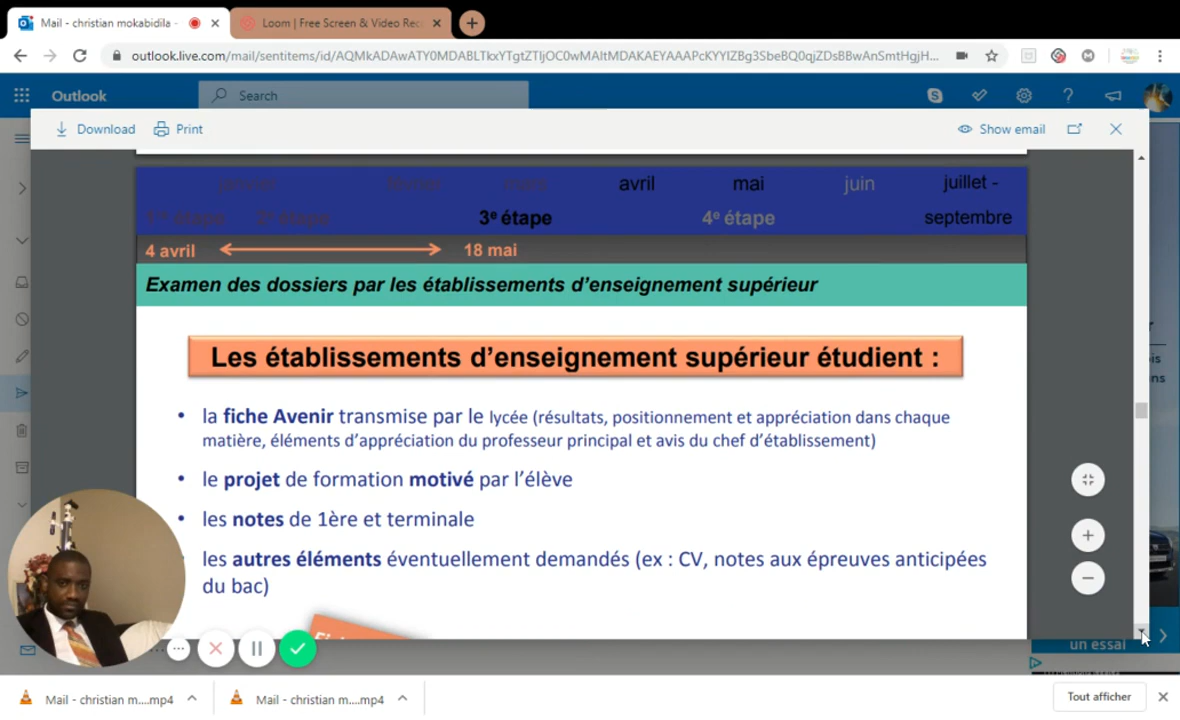 Mail - christian mokabidila -
Loom | Free Screen & Video Rec
outlook.live.com/mail/sentitems/id/AQMkADAwATY0MDABLTkxYTgtZTljOC0wMAItMDAKAEYAAAPcKYYIZBg3SbeBQ0qjZDsBBwAnSmtHgjH...
Outlook
Search
Download
Print
Show email
janvier février mars avril mai juin juillet -
septembre
1re étape 2e étape 3e étape 4e étape
4 avril 18 mai
Examen des dossiers par les établissements d'enseignement supérieur
Les établissements d'enseignement supérieur étudient :
• la fiche Avenir transmise par le lycée (résultats, positionnement et appréciation dans chaque
matière, éléments d'appréciation du professeur principal et avis du chef d'établissement)
• le projet de formation motivé par l'élève
• les notes de 1ère et terminale
les autres éléments éventuellement demandés (ex : CV, notes aux épreuves anticipées
du bac)
un essai
Mail - christian m....mp4
Mail - christian m....mp4
Tout afficher